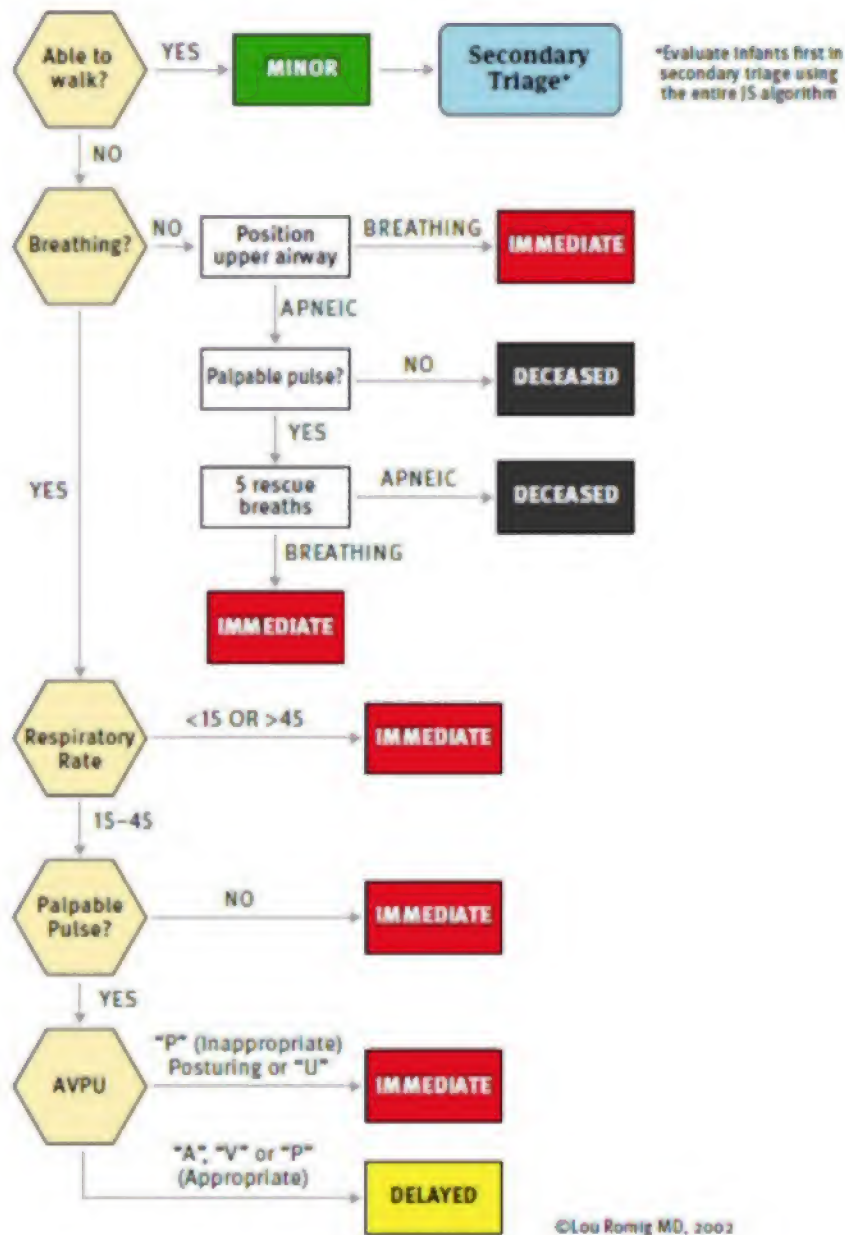 Able to
walk?
YES
MINOR
Secondary
Triage*
*Evaluate infants first in
secondary triage using
the entire JS algorithm
NO
Breathing?
NO
Position
upper airway
BREATHING
IMMEDIATE
APNEIC
Palpable pulse?
NO
DECEASED
YES
5 rescue
breaths
APNEIC
DECEASED
YES
BREATHING
IMMEDIATE
Respiratory
Rate
<15 OR >45
IMMEDIATE
15–45
Palpable
Pulse?
NO
IMMEDIATE
YES
AVPU
"P" (Inappropriate)
Posturing or "U"
IMMEDIATE
"A", "V" or "P"
(Appropriate)
DELAYED
©Lou Romig MD, 2002